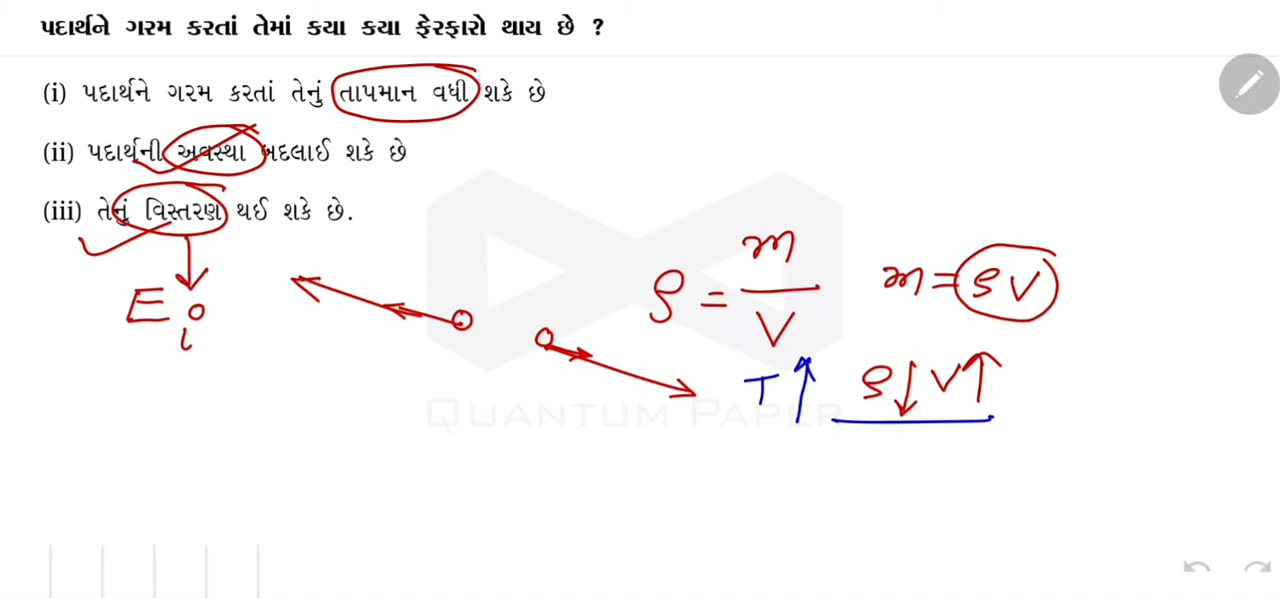 પદાર્થને ગરમ કરતાં તેમાં કયા કયા ફેરફારો થાય છે ?
(i) પદાર્થને ગરમ કરતાં તેનું તાપમાન વધી શકે છે
(ii) પદાર્થની અવસ્થા બદલાઈ શકે છે
(iii) તેનું વિસ્તરણ થઈ શકે છે.
ρ = m/V
m = ρV
T↑ ρ↓ V↑
QUANTUM PAPER